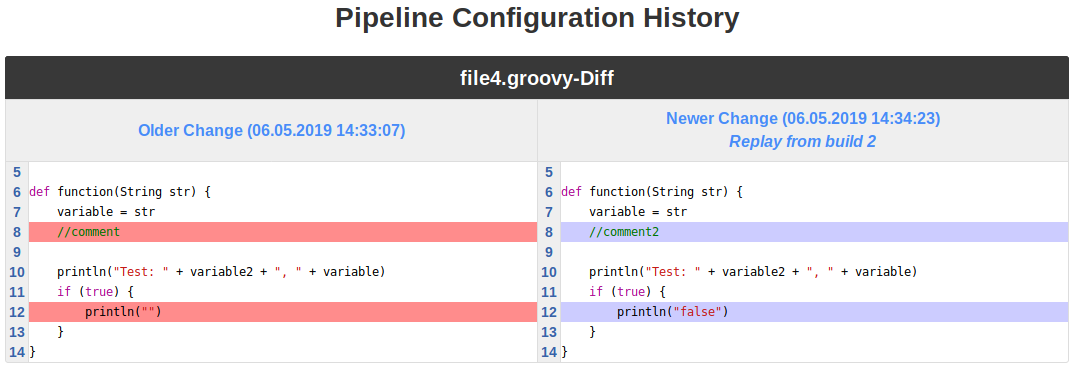 Pipeline Configuration History
file4.groovy-Diff
Older Change (06.05.2019 14:33:07)
Newer Change (06.05.2019 14:34:23)
Replay from build 2
5
6 def function(String str) {
7     variable = str
8     //comment
9
10     println("Test: " + variable2 + ", " + variable)
11     if (true) {
12         println("")
13     }
14 }
5
6 def function(String str) {
7     variable = str
8     //comment2
9
10     println("Test: " + variable2 + ", " + variable)
11     if (true) {
12         println("false")
13     }
14 }